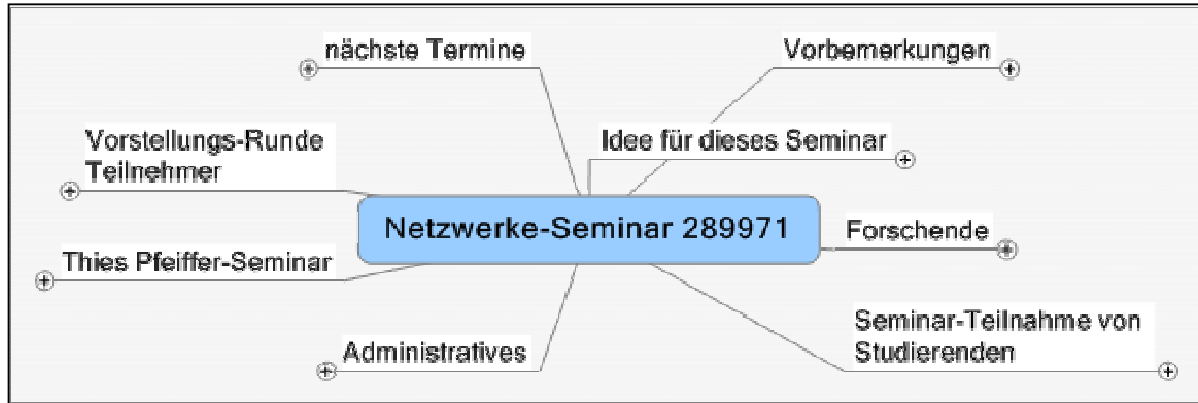 nächste Termine
Vorbemerkungen
Vorstellungs-Runde
Teilnehmer
Idee für dieses Seminar
Netzwerke-Seminar 289971
Forschende
Thies Pfeiffer-Seminar
Seminar-Teilnahme von
Studierenden
Administratives